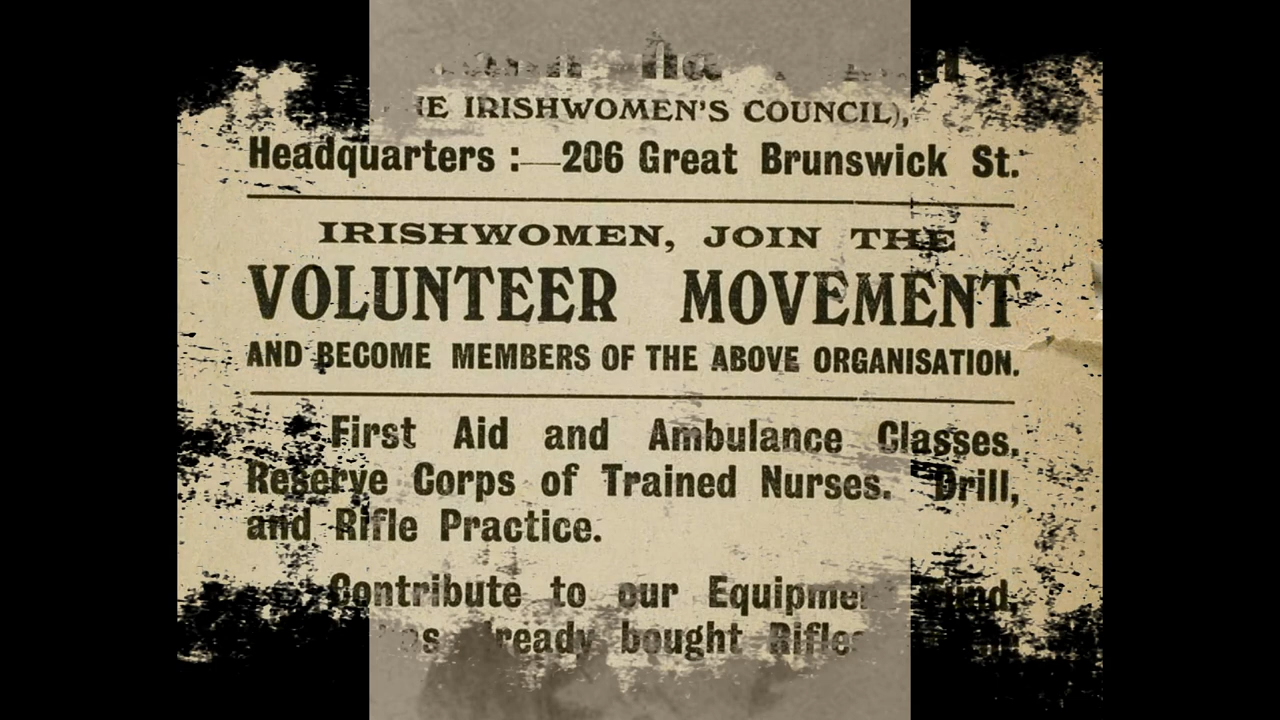 IRISHWOMEN'S COUNCIL),
Headquarters :—206 Great Brunswick St.
IRISHWOMEN, JOIN THE
VOLUNTEER MOVEMENT
AND BECOME MEMBERS OF THE ABOVE ORGANISATION.
First Aid and Ambulance Classes.
Reserve Corps of Trained Nurses. Drill,
and Rifle Practice.
Contribute to our
bought